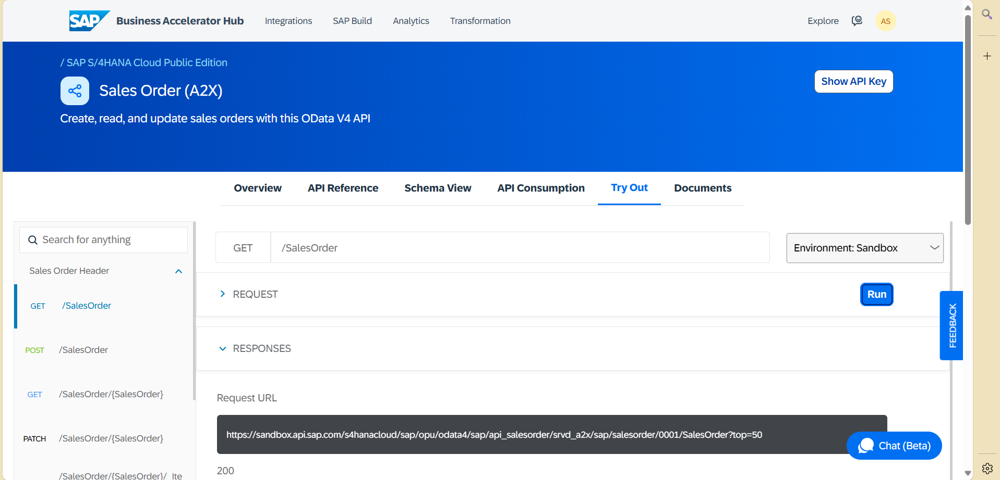 SAP Business Accelerator Hub Integrations SAP Build Analytics Transformation Explore AS
/ SAP S/4HANA Cloud Public Edition
Sales Order (A2X)
Show API Key
Create, read, and update sales orders with this OData V4 API
Overview API Reference Schema View API Consumption Try Out Documents
Search for anything
Sales Order Header
GET /SalesOrder
POST /SalesOrder
GET /SalesOrder/{SalesOrder}
PATCH /SalesOrder/{SalesOrder}
/SalesOrder/{SalesOrder}/_Ite
GET /SalesOrder
Environment: Sandbox
REQUEST
Run
RESPONSES
Request URL
https://sandbox.api.sap.com/s4hanacloud/sap/opu/odata4/sap/api_salesorder/srvd_a2x/sap/salesorder/0001/SalesOrder?top=50
200
FEEDBACK
Chat (Beta)